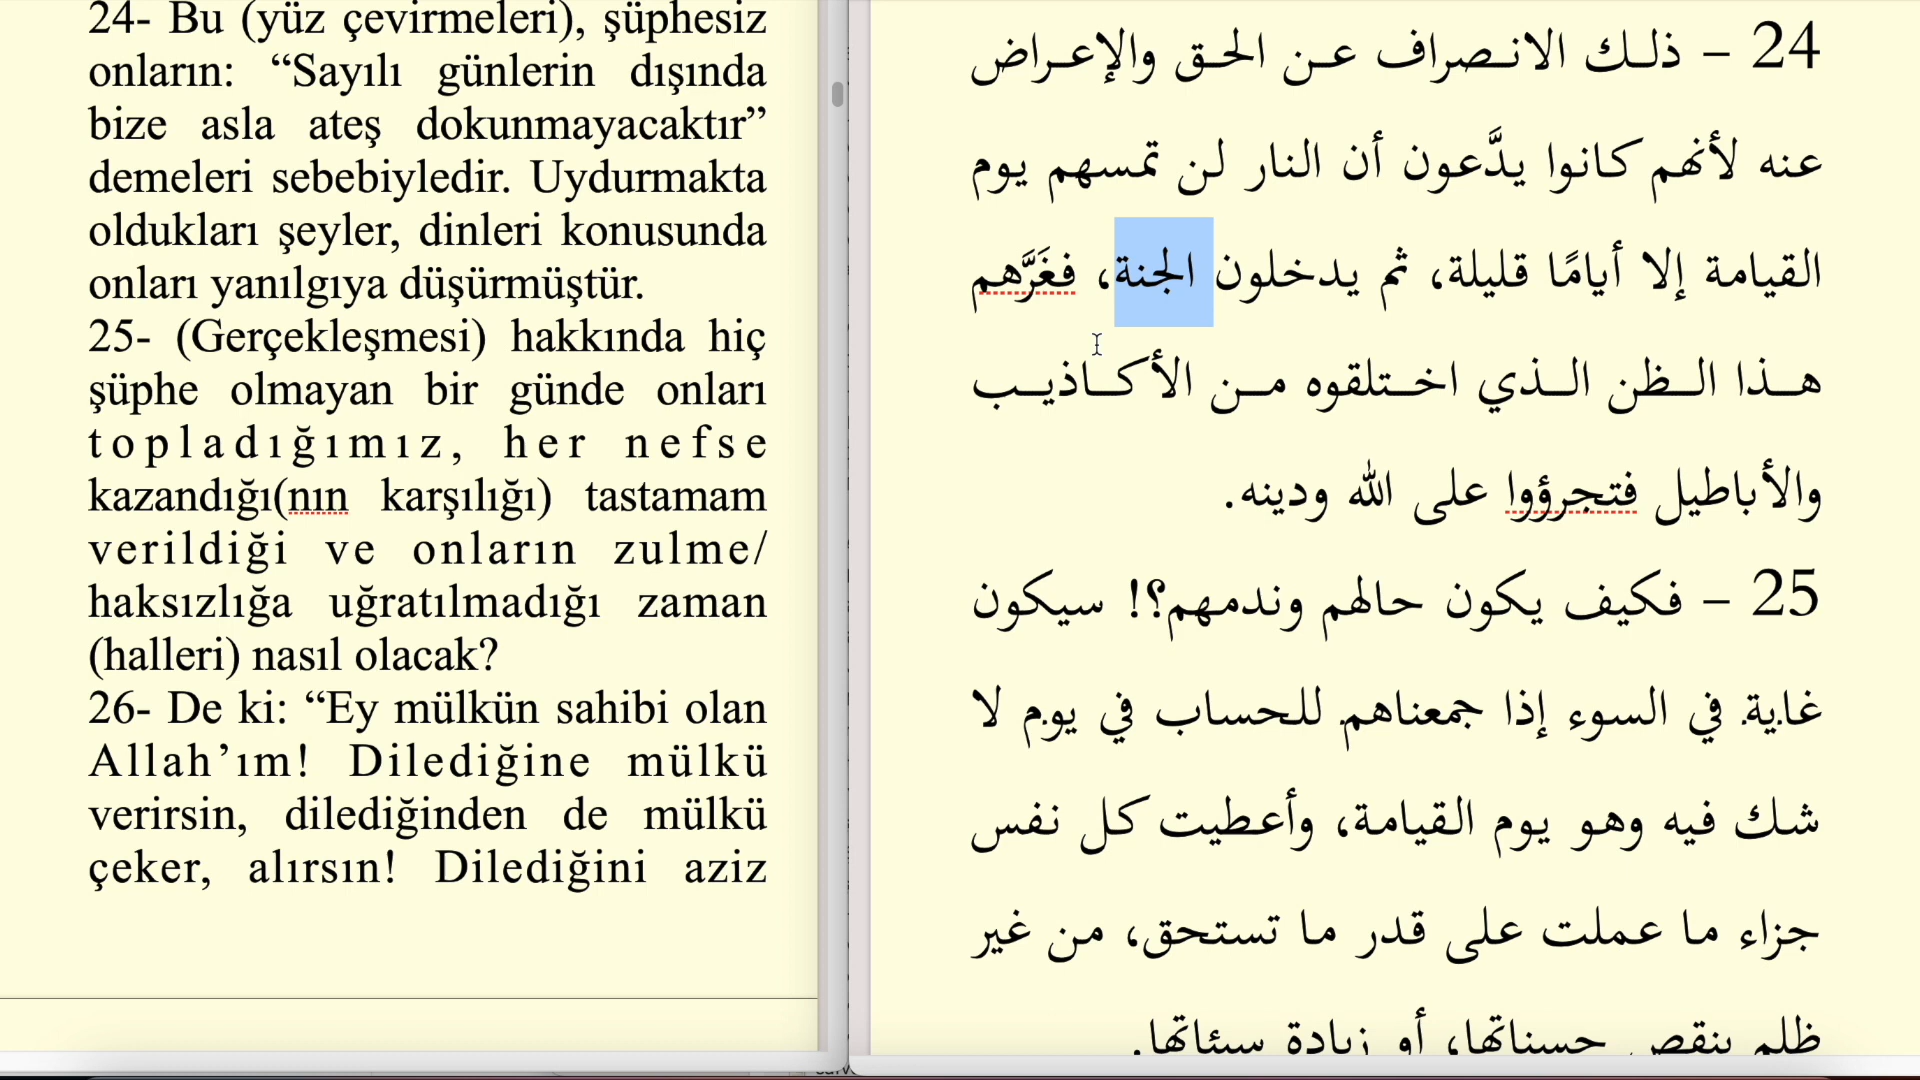 24- Bu (yüz çevirmeleri), şüphesiz
onların: “Sayılı günlerin dışında
bize asla ateş dokunmayacaktır”
demeleri sebebiyledir. Uydurmakta
oldukları şeyler, dinleri konusunda
onları yanılgıya düşürmüştür.
25- (Gerçekleşmesi) hakkında hiç
şüphe olmayan bir günde onları
topladığımız, her nefse
kazandığı(nın karşılığı) tastamam
verildiği ve onların zulme/
haksızlığa uğratılmadığı zaman
(halleri) nasıl olacak?
26- De ki: “Ey mülkün sahibi olan
Allah’ım! Dilediğine mülkü
verirsin, dilediğinden de mülkü
çeker, alırsın! Dilediğini aziz
24 – ذلك الانصراف عن الحق والإعراض
عنه لأنهم كانوا يدَّعون أن النار لن تمسهم يوم
القيامة إلا أيامًا قليلة، ثم يدخلون الجنة، فغَرَّهم
هذا الظن الذي اختلقوه من الأكاذيب
والأباطيل فتجرؤوا على الله ودينه.
25 – فكيف يكون حالهم وندمهم؟! سيكون
غاية في السوء إذا جمعناهم للحساب في يوم لا
شك فيه وهو يوم القيامة، وأعطيت كل نفس
جزاء ما عملت على قدر ما تستحق، من غير
ظلم بنقص حسناتها، أو زيادة سيئاتها.